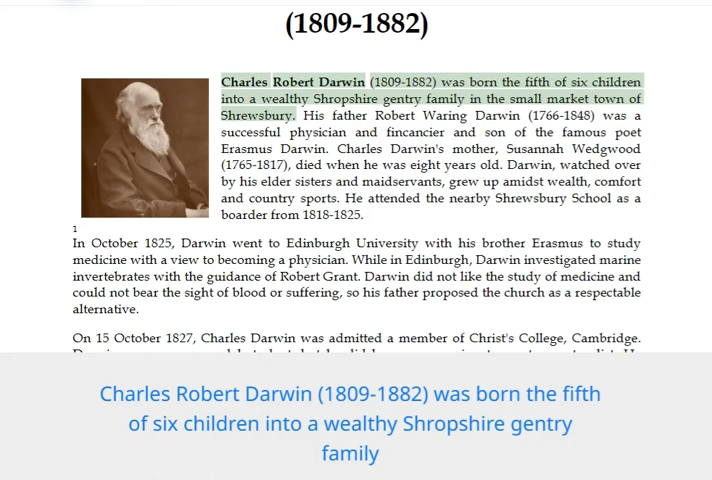 (1809-1882)
Charles Robert Darwin (1809-1882) was born the fifth of six children
into a wealthy Shropshire gentry family in the small market town of
Shrewsbury. His father Robert Waring Darwin (1766-1848) was a
successful physician and fincancier and son of the famous poet
Erasmus Darwin. Charles Darwin's mother, Susannah Wedgwood
(1765-1817), died when he was eight years old. Darwin, watched over
by his elder sisters and maidservants, grew up amidst wealth, comfort
and country sports. He attended the nearby Shrewsbury School as a
boarder from 1818-1825.
1
In October 1825, Darwin went to Edinburgh University with his brother Erasmus to study
medicine with a view to becoming a physician. While in Edinburgh, Darwin investigated marine
invertebrates with the guidance of Robert Grant. Darwin did not like the study of medicine and
could not bear the sight of blood or suffering, so his father proposed the church as a respectable
alternative.
On 15 October 1827, Charles Darwin was admitted a member of Christ's College, Cambridge.
Charles Robert Darwin (1809-1882) was born the fifth
of six children into a wealthy Shropshire gentry
family